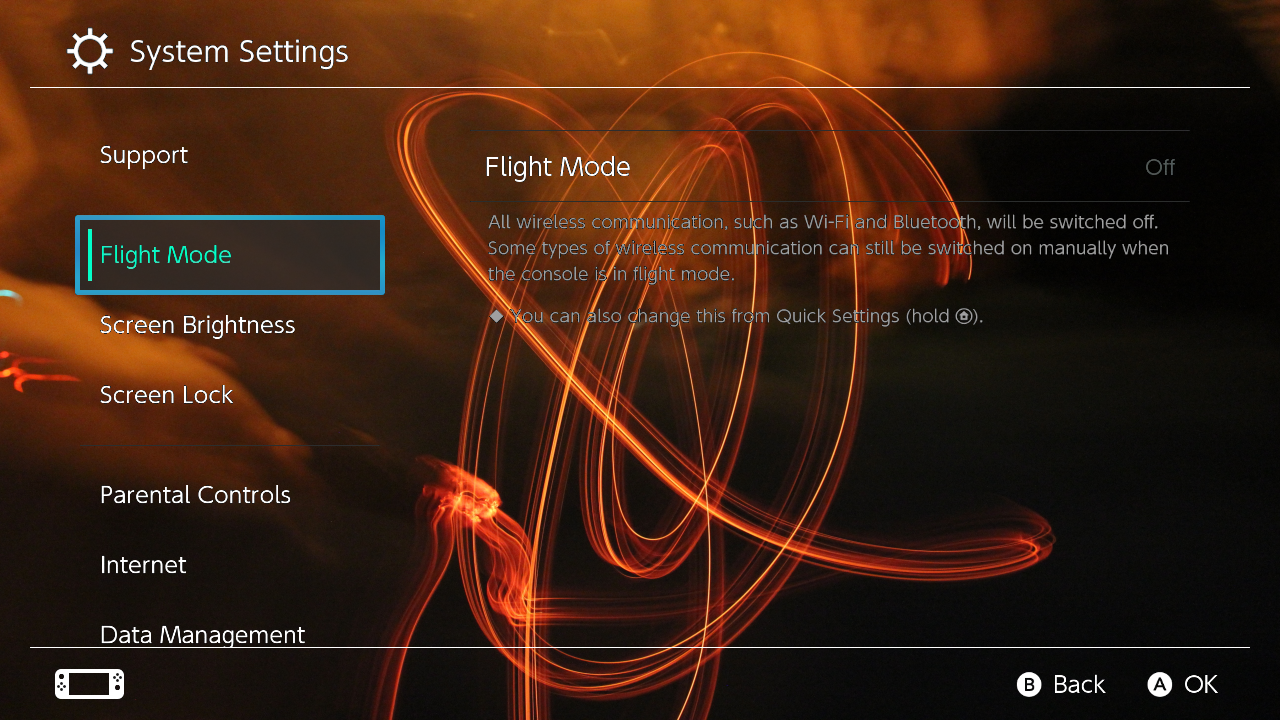 System Settings
Support
Flight Mode
Screen Brightness
Screen Lock
Parental Controls
Internet
Data Management
Flight Mode Off
All wireless communication, such as Wi-Fi and Bluetooth, will be switched off.
Some types of wireless communication can still be switched on manually when
the console is in flight mode.
◆ You can also change this from Quick Settings (hold ).
B Back A OK